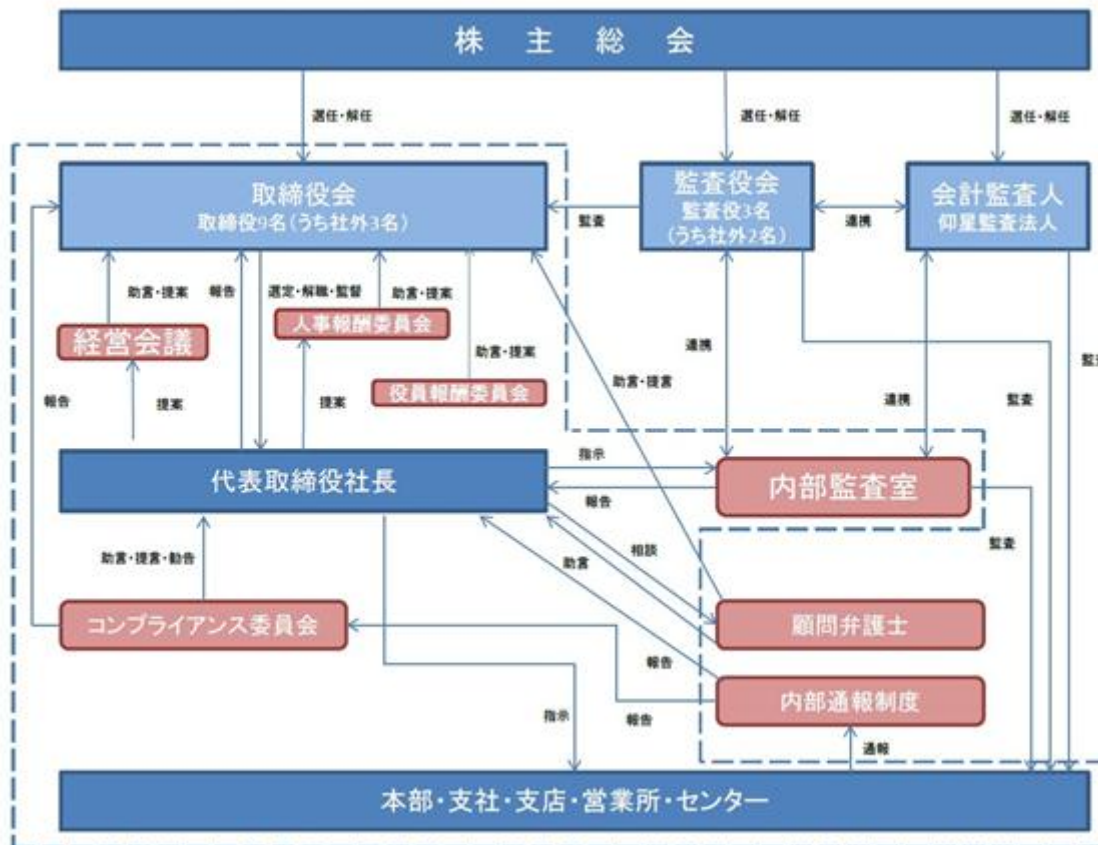 株主総会
選任・解任
選任・解任
選任・解任
取締役会
取締役9名(うち社外3名)
監査
監査役会
監査役3名
(うち社外2名)
連携
会計監査人
仰星監査法人
助言・提案
報告
選定・解職・監督
助言・提案
経営会議
人事報酬委員会
助言・提案
役員報酬委員会
報告
提案
提案
連携
助言・提言
連携
監査
監査
代表取締役社長
指示
報告
内部監査室
監査
助言・提言・勧告
助言
相談
コンプライアンス委員会
顧問弁護士
報告
内部通報制度
指示
報告
通報
本部・支社・支店・営業所・センター